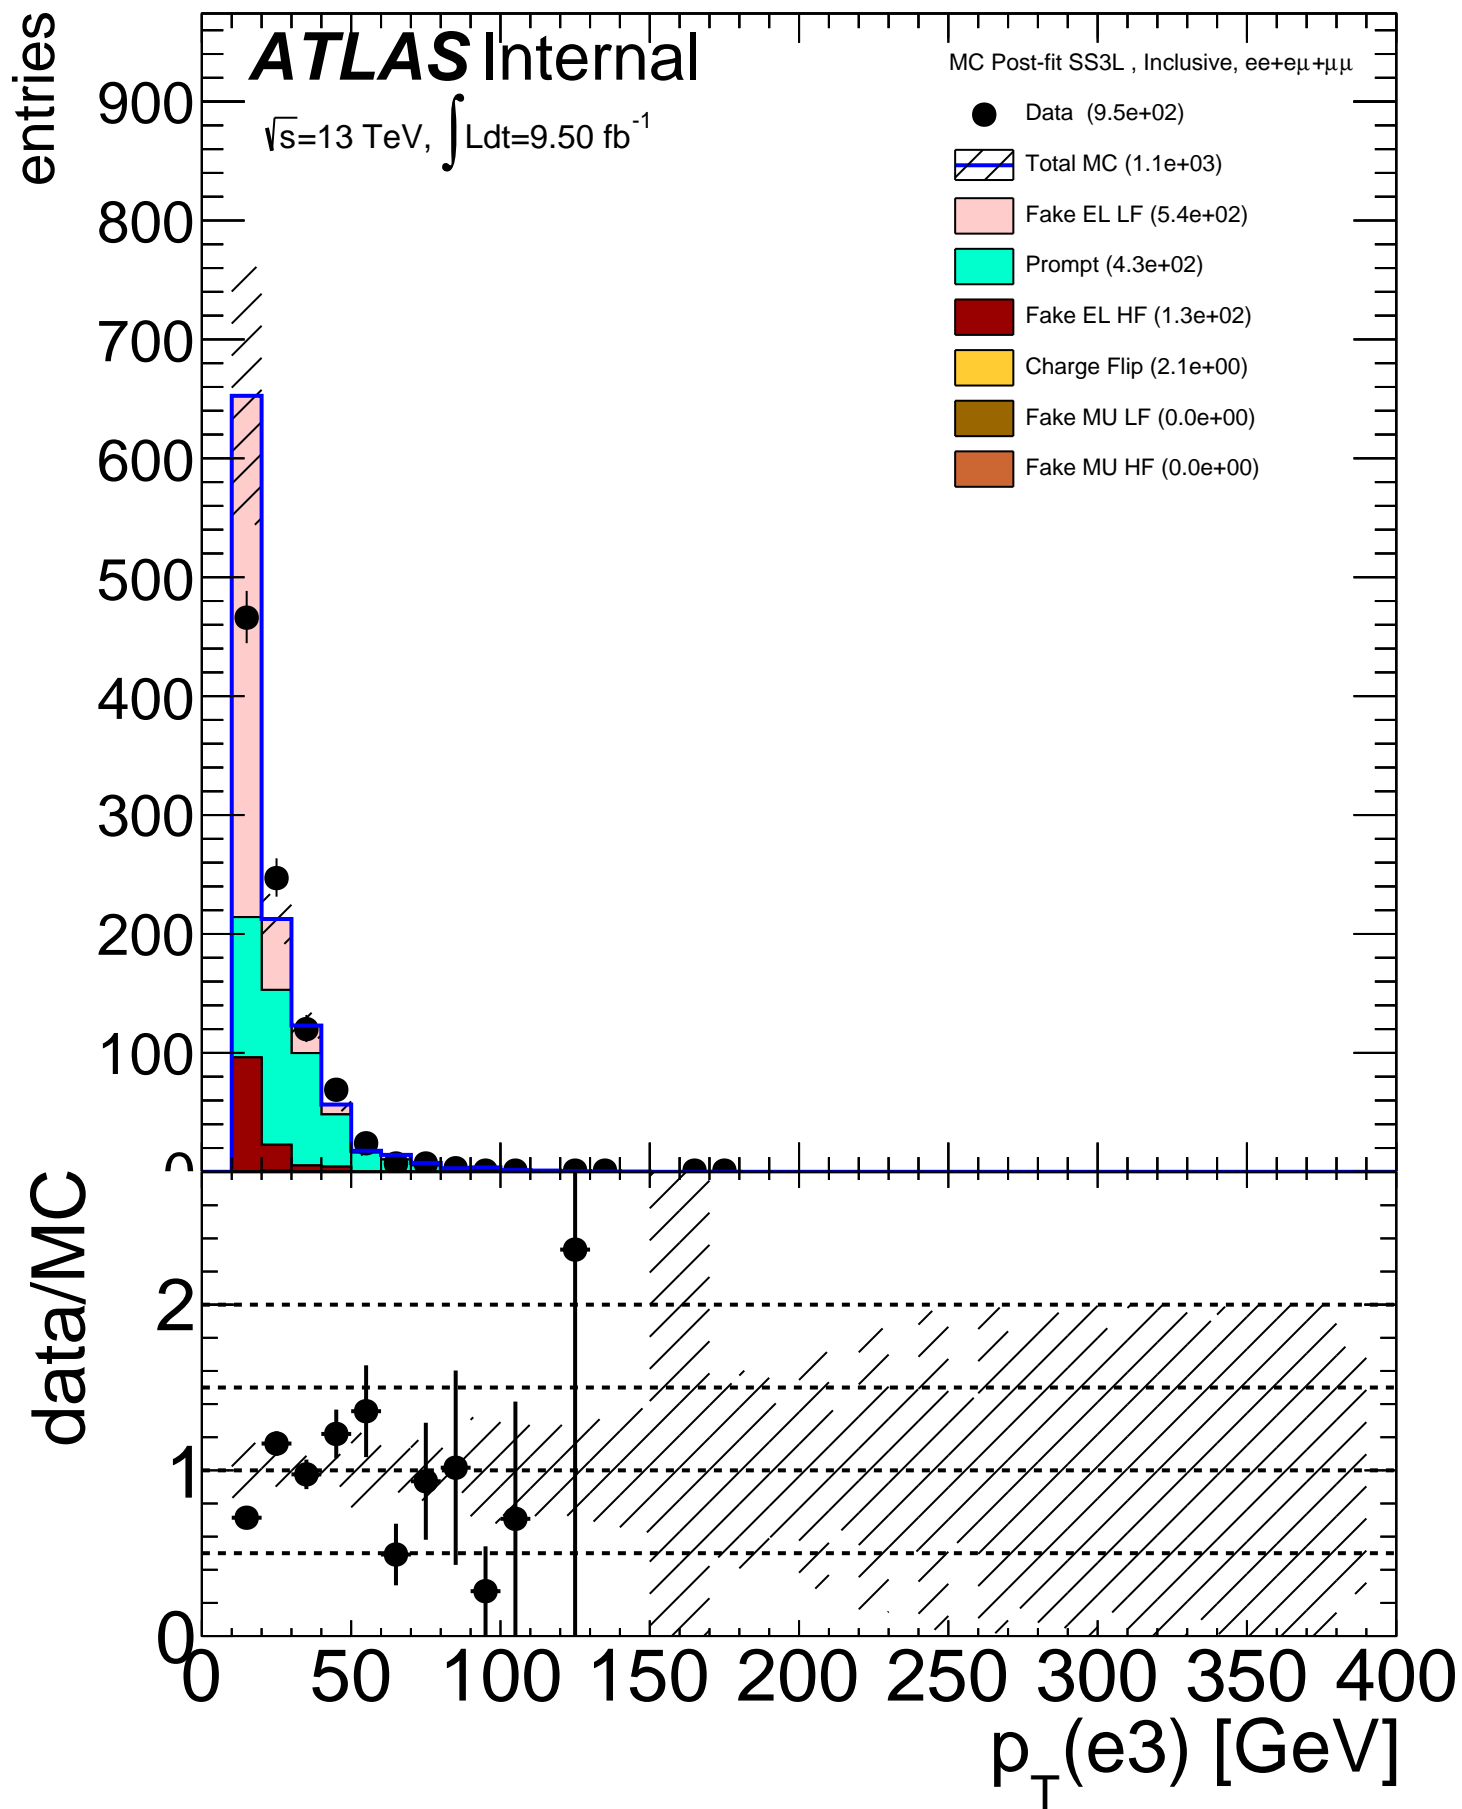 entries
ATLAS Internal
√s=13 TeV, ∫Ldt=9.50 fb⁻¹
MC Post-fit SS3L , Inclusive, ee+eμ+μμ
Data (9.5e+02)
Total MC (1.1e+03)
Fake EL LF (5.4e+02)
Prompt (4.3e+02)
Fake EL HF (1.3e+02)
Charge Flip (2.1e+00)
Fake MU LF (0.0e+00)
Fake MU HF (0.0e+00)
900
800
700
600
500
400
300
200
100
0
data/MC
2
1
0
0 50 100 150 200 250 300 350 400
p_T(e3) [GeV]